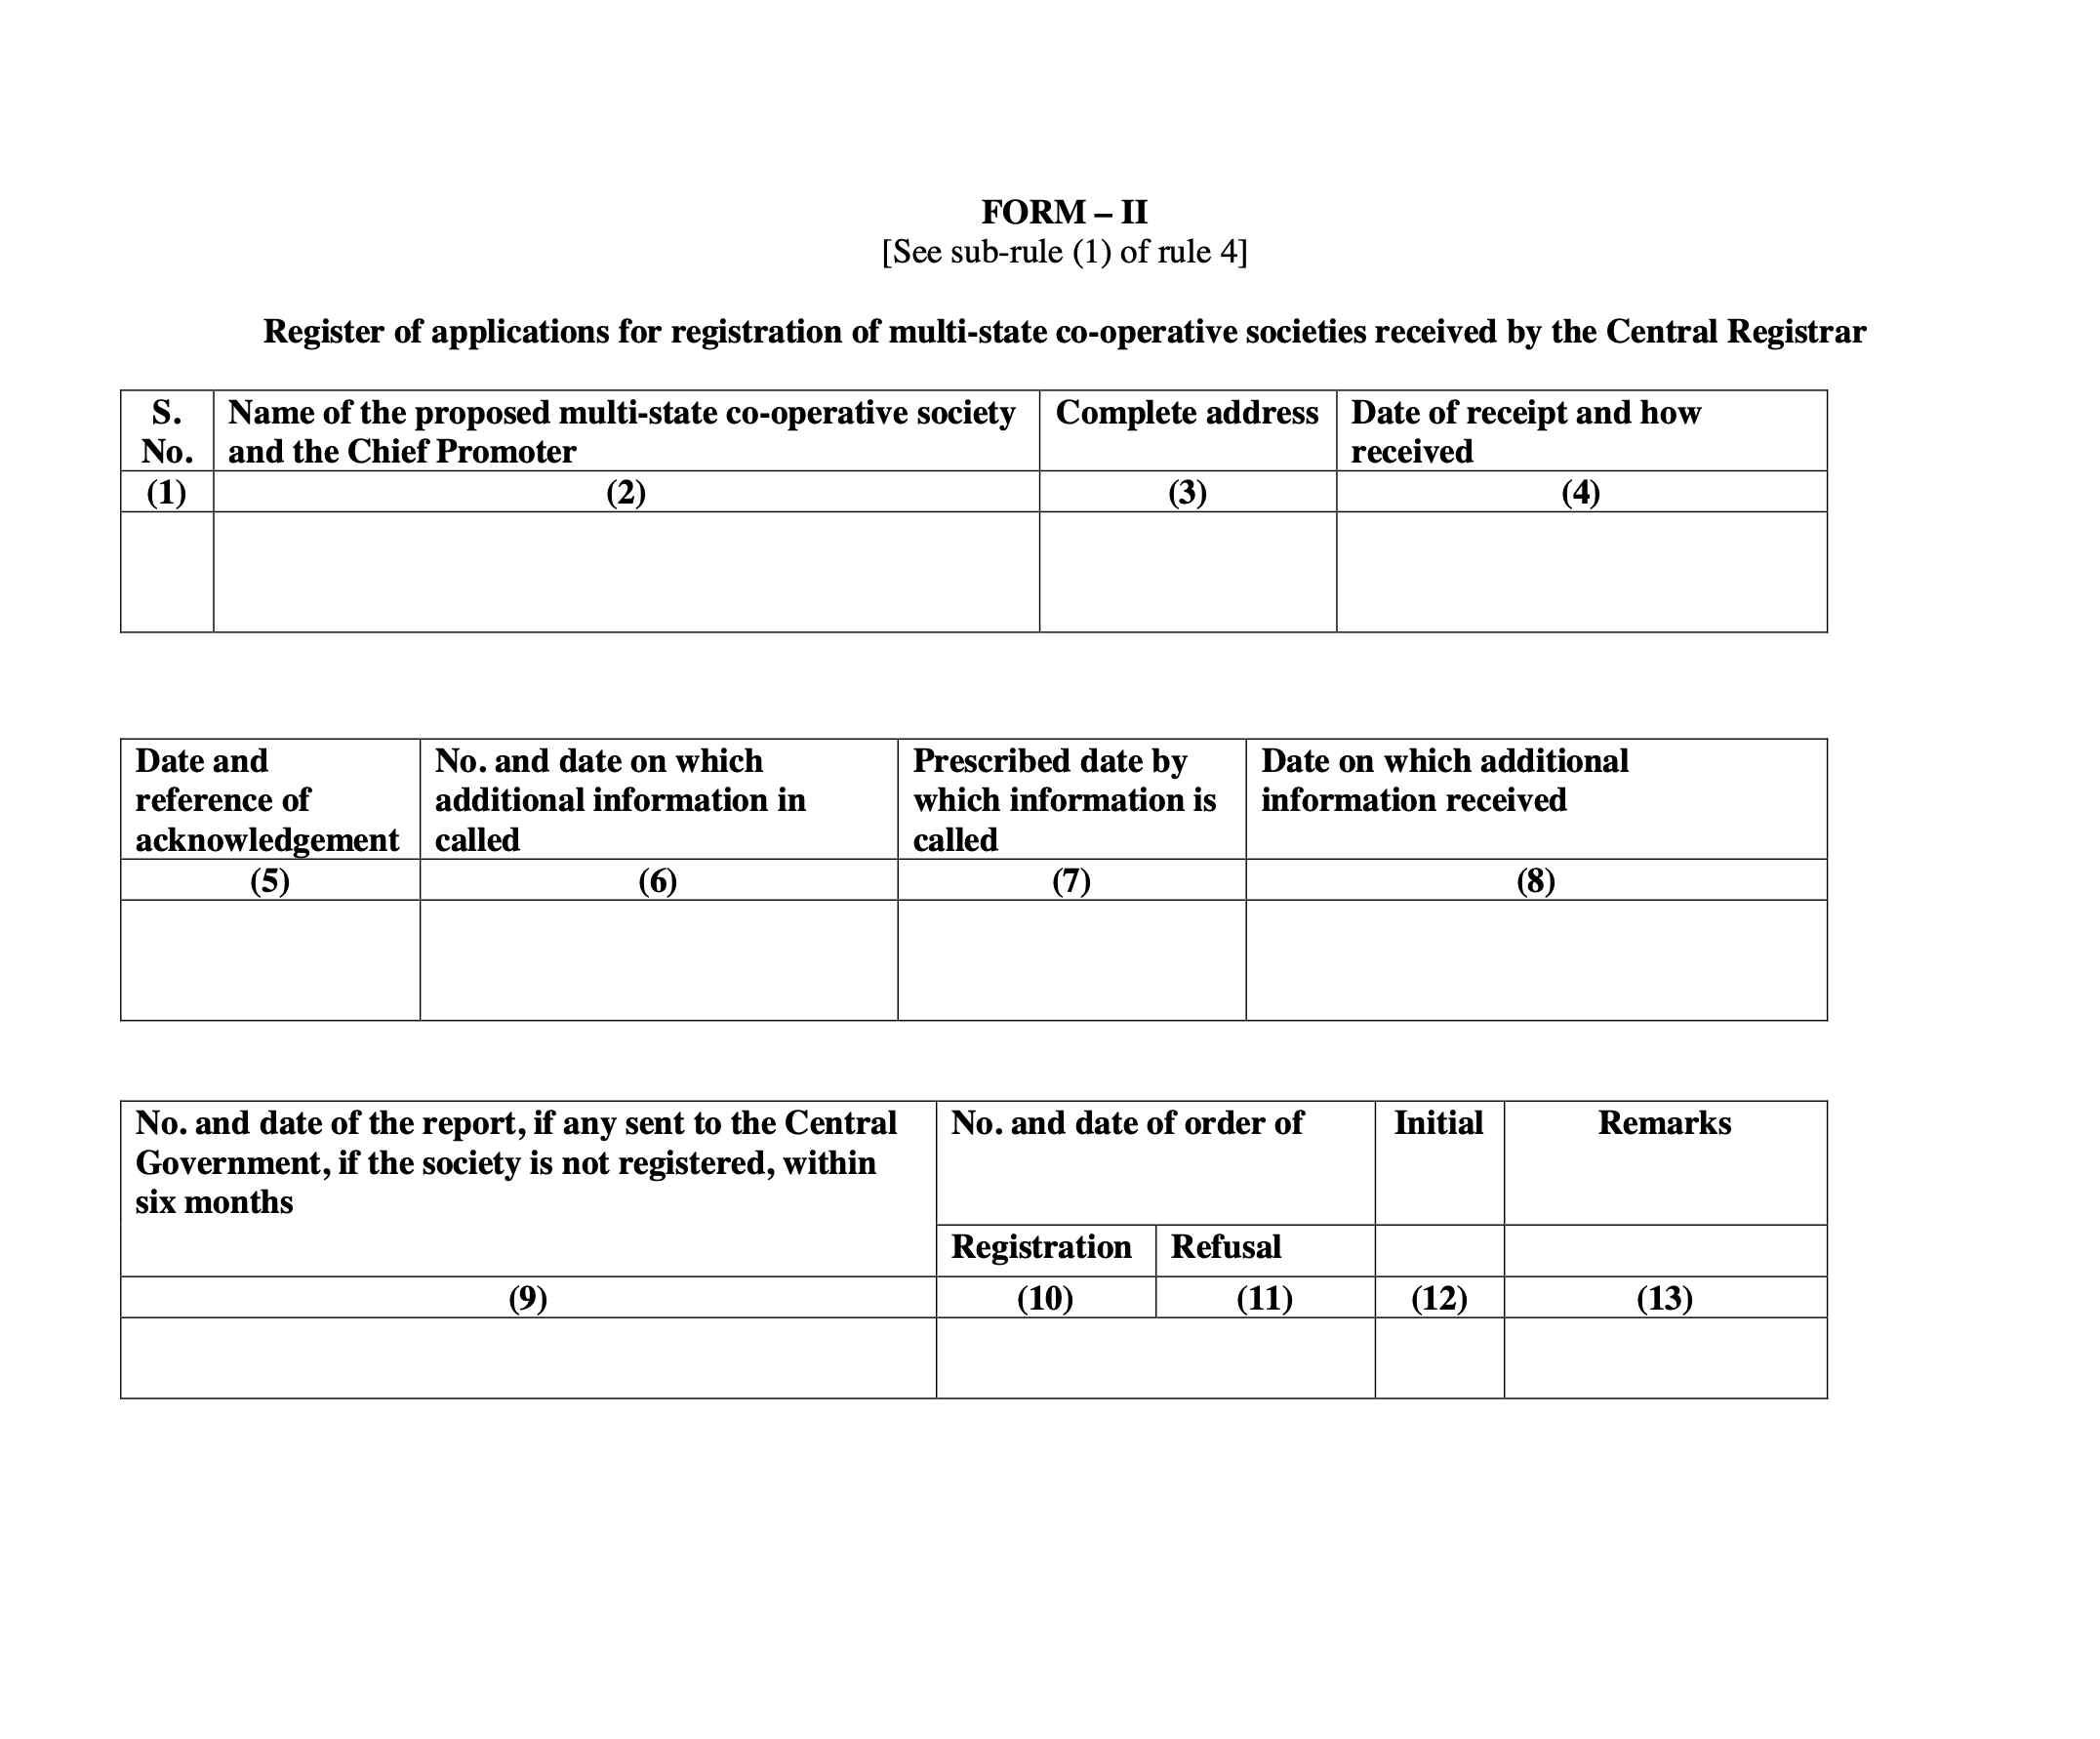 FORM – II
[See sub-rule (1) of rule 4]
Register of applications for registration of multi-state co-operative societies received by the Central Registrar
S.
No.
Name of the proposed multi-state co-operative society
and the Chief Promoter
Complete address
Date of receipt and how
received
(1)
(2)
(3)
(4)
Date and
reference of
acknowledgement
No. and date on which
additional information in
called
Prescribed date by
which information is
called
Date on which additional
information received
(5)
(6)
(7)
(8)
No. and date of the report, if any sent to the Central
Government, if the society is not registered, within
six months
No. and date of order of
Initial
Remarks
Registration
Refusal
(9)
(10)
(11)
(12)
(13)